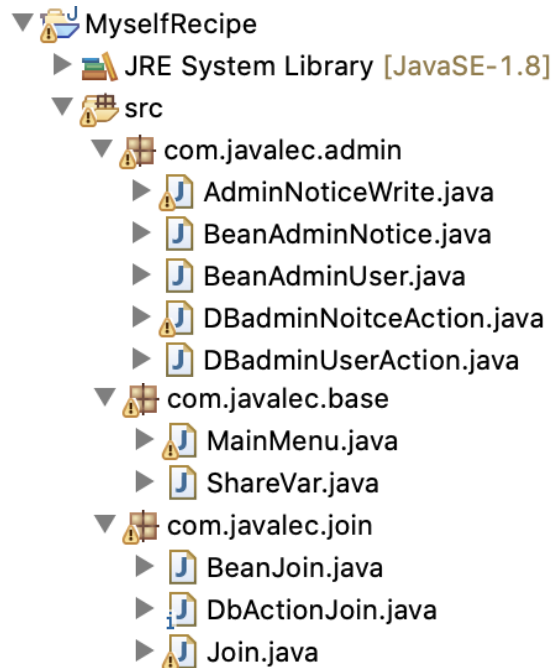 MyselfRecipe
JRE System Library [JavaSE-1.8]
src
com.javalec.admin
AdminNoticeWrite.java
BeanAdminNotice.java
BeanAdminUser.java
DBadminNoitceAction.java
DBadminUserAction.java
com.javalec.base
MainMenu.java
ShareVar.java
com.javalec.join
BeanJoin.java
DbActionJoin.java
Join.java